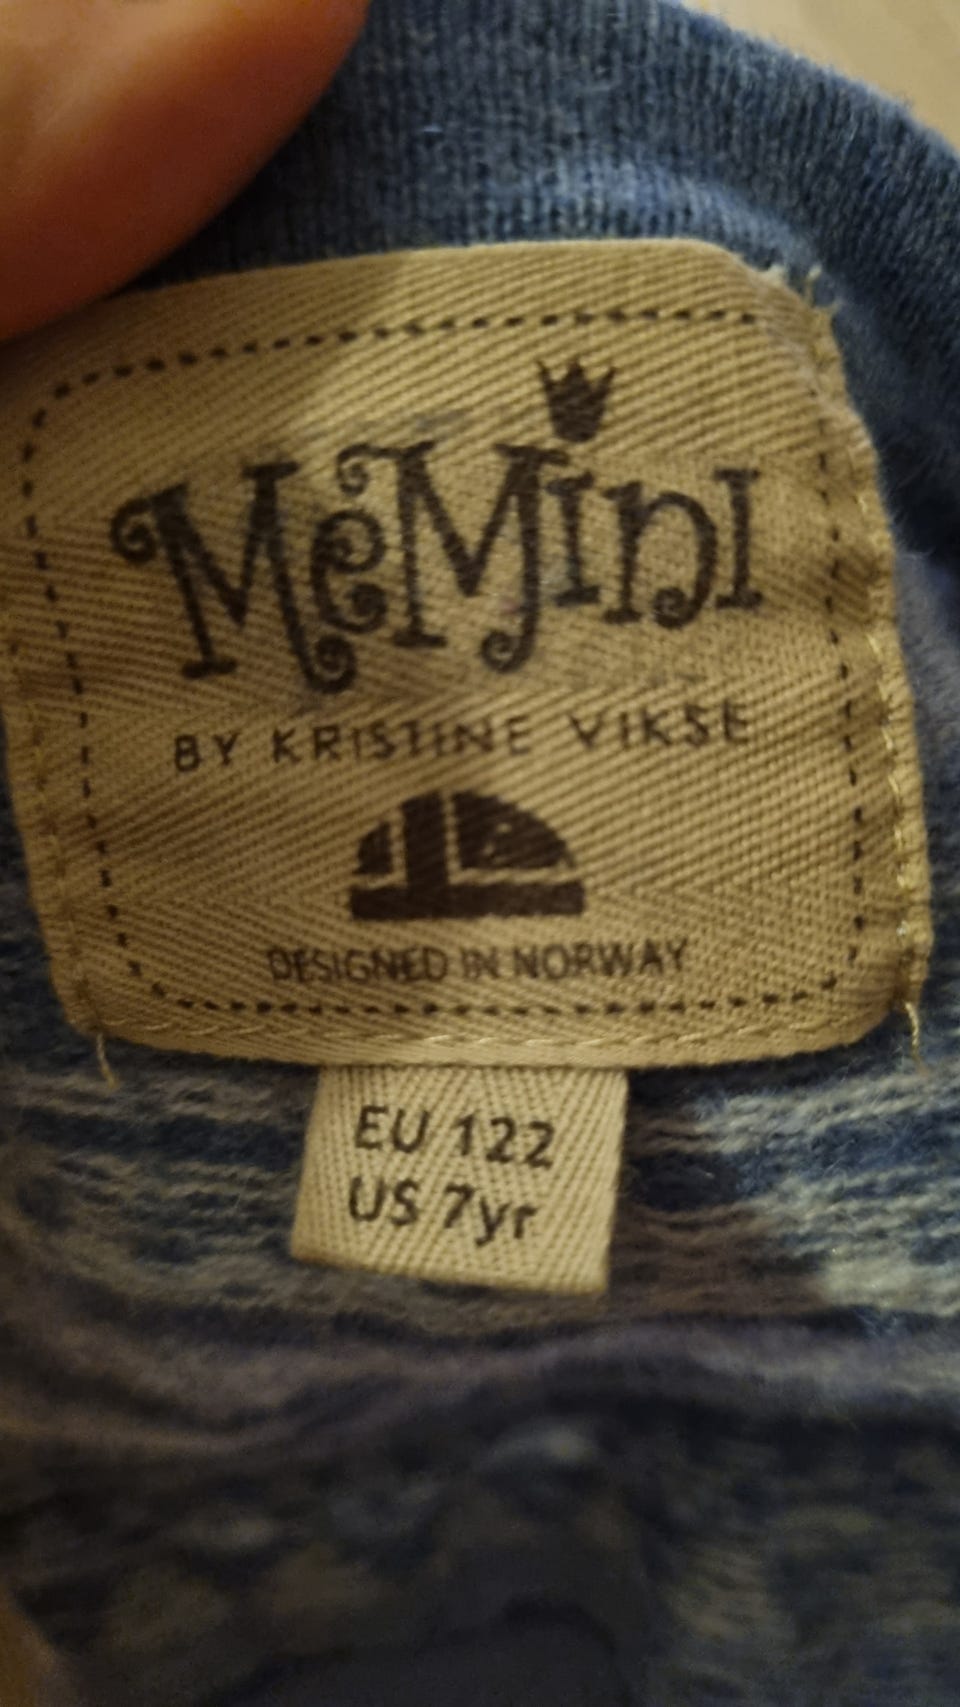 MeMini
BY KRISTINE VIKSE
DESIGNED IN NORWAY
EU 122
US 7yr